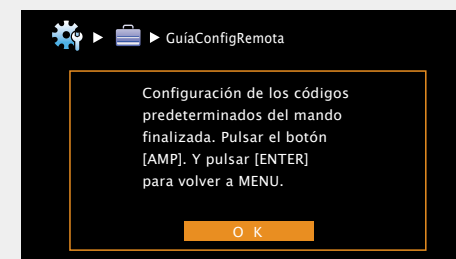 GuíaConfigRemota
Configuración de los códigos
predeterminados del mando
finalizada. Pulsar el botón
[AMP]. Y pulsar [ENTER]
para volver a MENU.
O K